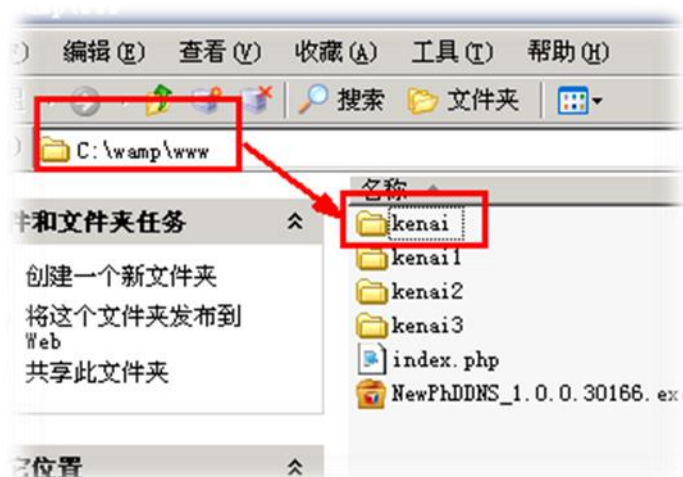 编辑(E) 查看(V) 收藏(A) 工具(T) 帮助(H)
搜索 文件夹
C:\wamp\www
名称
件和文件夹任务
kenai
创建一个新文件夹
kenai1
将这个文件夹发布到
kenai2
Web
kenai3
共享此文件夹
index.php
NewPhDDNS_1.0.0.30166.ex
它位置